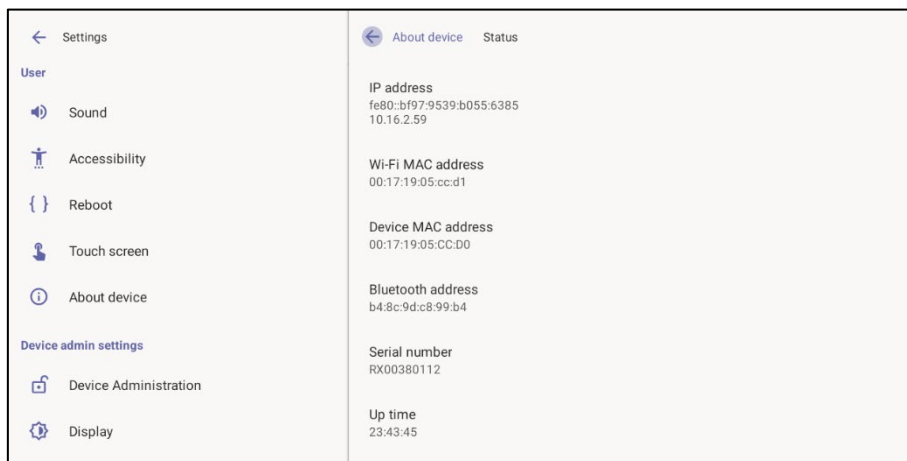 Settings
User
Sound
Accessibility
Reboot
Touch screen
About device
Device admin settings
Device Administration
Display
About device Status
IP address
fe80::bf97:9539:b055:6385
10.16.2.59
Wi-Fi MAC address
00:17:19:05:cc:d1
Device MAC address
00:17:19:05:CC:D0
Bluetooth address
b4:8c:9d:c8:99:b4
Serial number
RX00380112
Up time
23:43:45